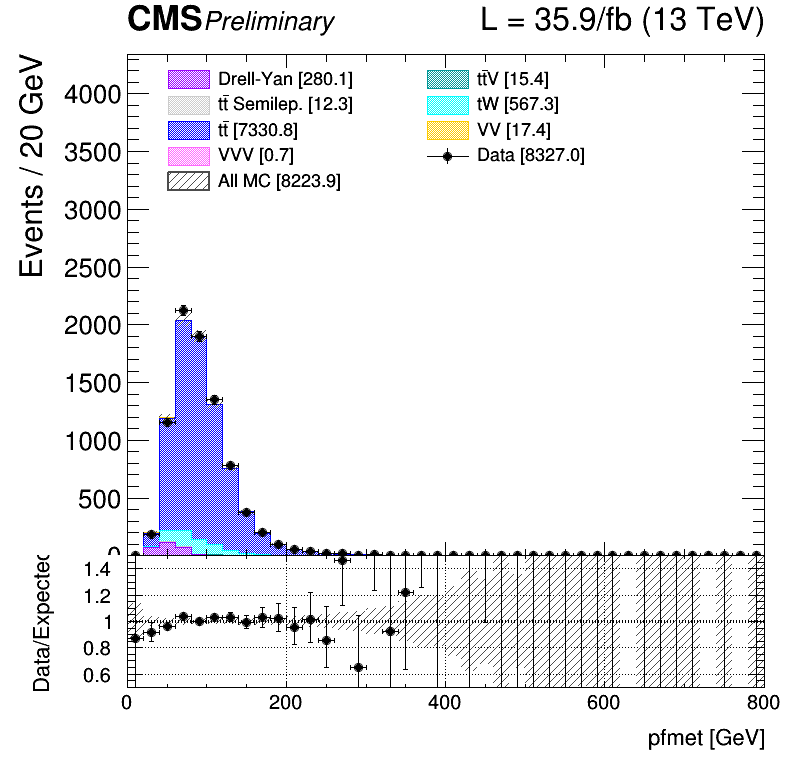 CMS Preliminary L = 35.9/fb (13 TeV)
Events / 20 GeV
Drell-Yan [280.1]
tt̄ Semilep. [12.3]
tt̄ [7330.8]
VVV [0.7]
All MC [8223.9]
tt̄V [15.4]
tW [567.3]
VV [17.4]
Data [8327.0]
4000
3500
3000
2500
2000
1500
1000
500
0
Data/Expected
1.4
1.2
1
0.8
0.6
0 200 400 600 800
pfmet [GeV]